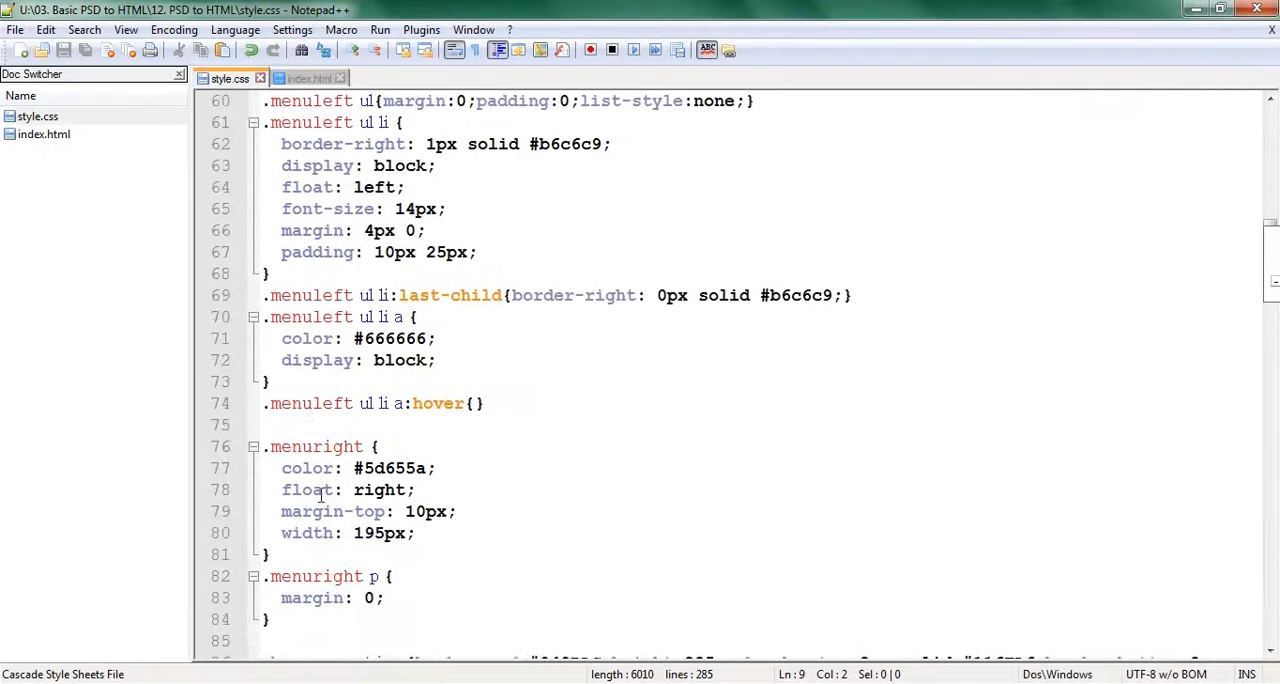 U:\03. Basic PSD to HTML\12. PSD to HTML\style.css - Notepad++
File Edit Search View Encoding Language Settings Macro Run Plugins Window ? X
Doc Switcher
style.css index.html
Name
style.css
index.html
60 .menuleft ul{margin:0;padding:0;list-style:none;}
61 .menuleft ul li {
62 border-right: 1px solid #b6c6c9;
63 display: block;
64 float: left;
65 font-size: 14px;
66 margin: 4px 0;
67 padding: 10px 25px;
68 }
69 .menuleft ul li:last-child{border-right: 0px solid #b6c6c9;}
70 .menuleft ul li a {
71 color: #666666;
72 display: block;
73 }
74 .menuleft ul li a:hover{}
75
76 .menuright {
77 color: #5d655a;
78 float: right;
79 margin-top: 10px;
80 width: 195px;
81 }
82 .menuright p {
83 margin: 0;
84 }
85
Cascade Style Sheets File length : 6010 lines : 285 Ln : 9 Col : 2 Sel : 0 | 0 Dos\Windows UTF-8 w/o BOM INS